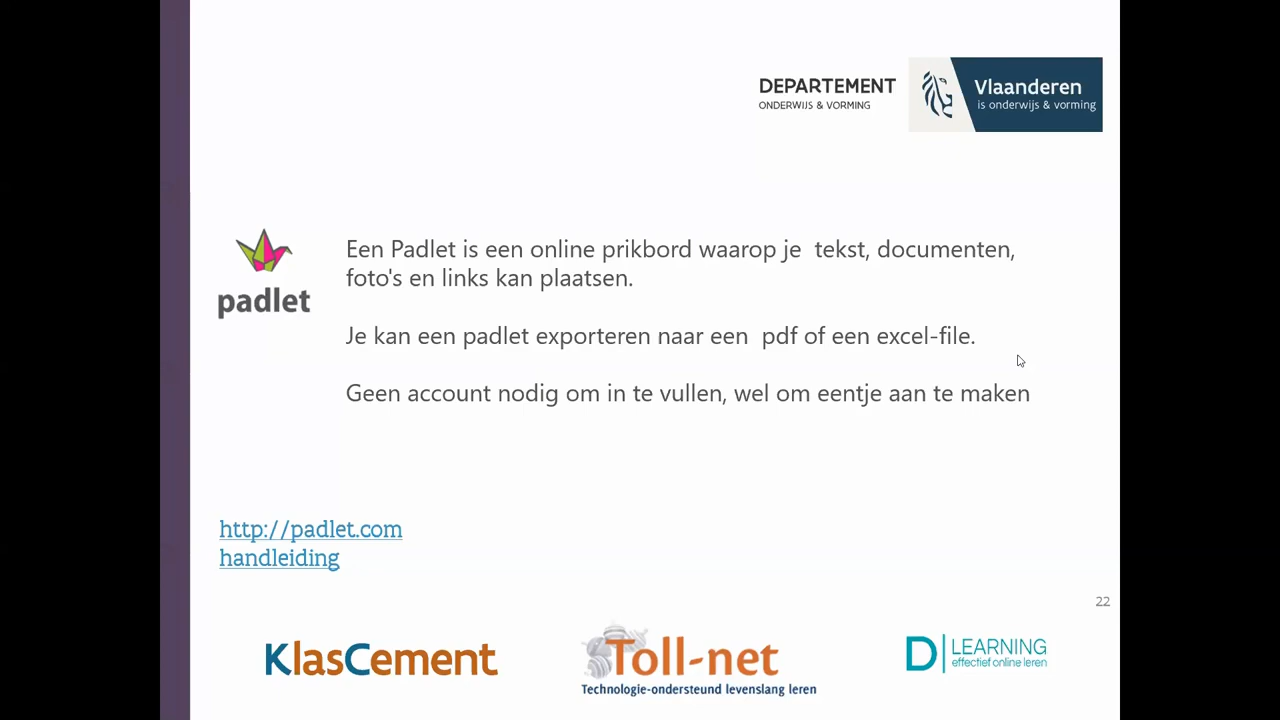 DEPARTEMENT
ONDERWIJS & VORMING
Vlaanderen
is onderwijs & vorming
padlet
Een Padlet is een online prikbord waarop je tekst, documenten,
foto's en links kan plaatsen.
Je kan een padlet exporteren naar een pdf of een excel-file.
Geen account nodig om in te vullen, wel om eentje aan te maken
http://padlet.com
handleiding
22
KlasCement
Toll-net
Technologie-ondersteund levenslang leren
D LEARNING
effectief online leren